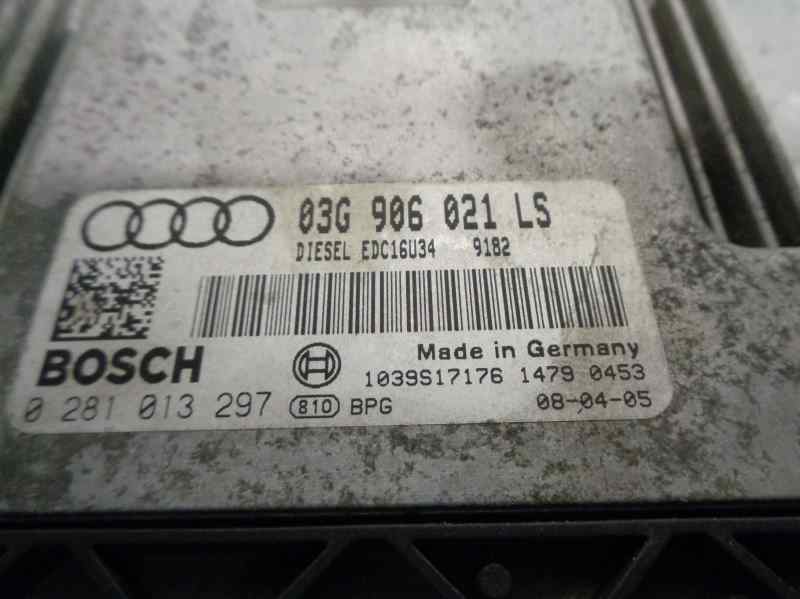 03G 906 021 LS
DIESEL EDC16U34 9182
BOSCH
Made in Germany
1039S17176 1479 0453
0 281 013 297 810 BPG 08-04-05